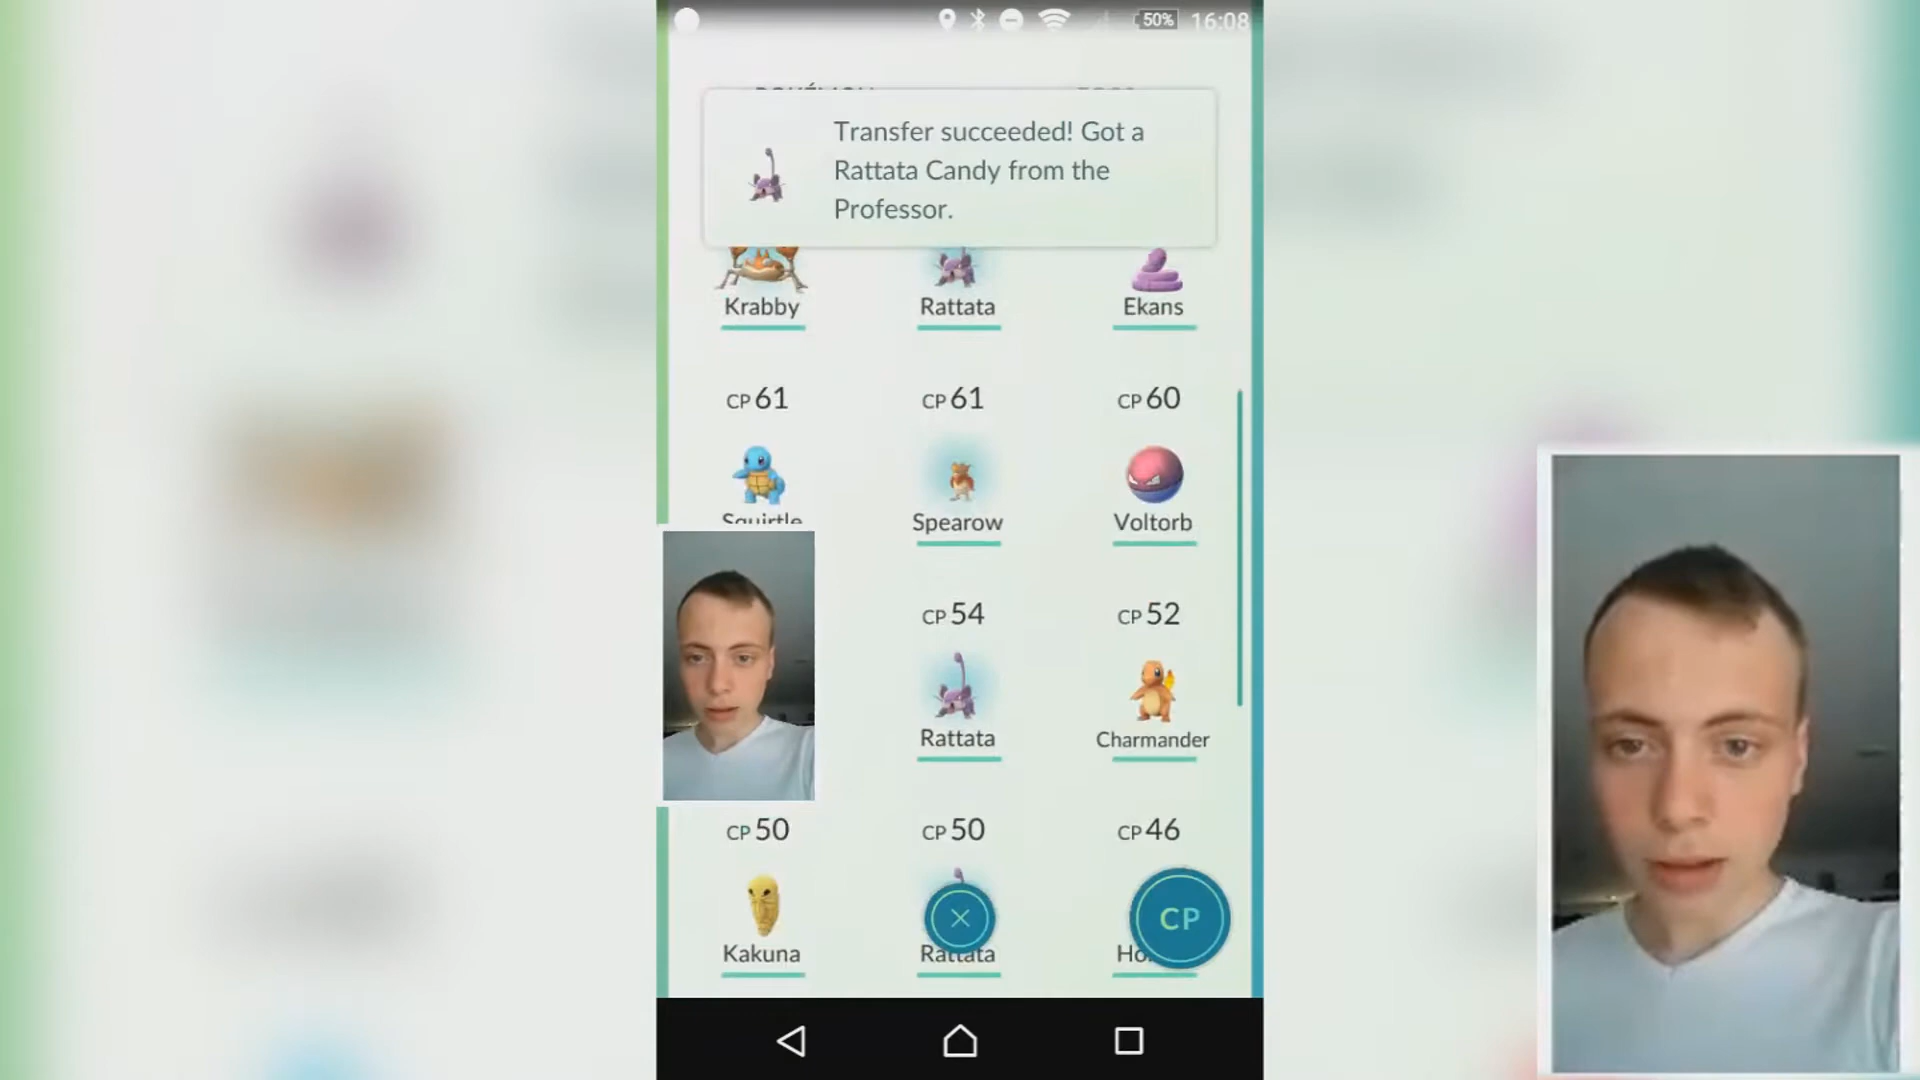 50% 16:08
Transfer succeeded! Got a
Rattata Candy from the
Professor.
Krabby Rattata Ekans
CP 61 CP 61 CP 60
Squirtle Spearow Voltorb
CP 54 CP 52
Rattata Charmander
CP 50 CP 50 CP 46
CP
Kakuna Rattata